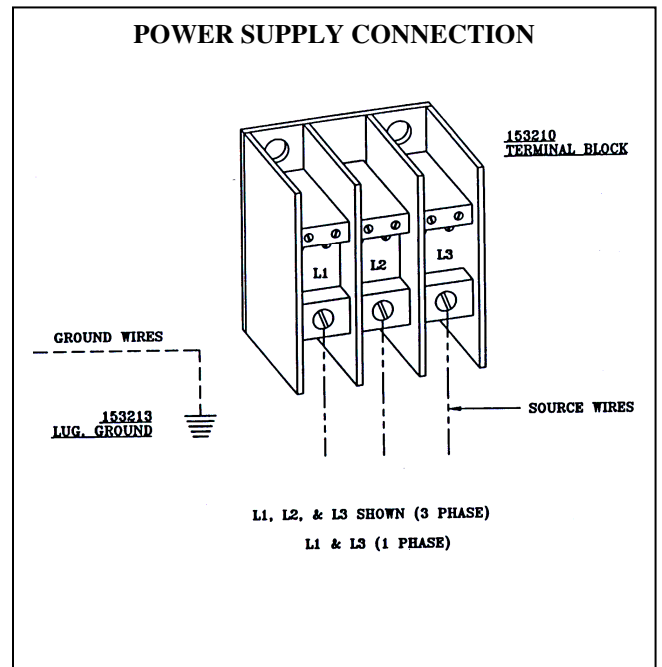 POWER SUPPLY CONNECTION
153210
TERMINAL BLOCK
L1
L2
L3
GROUND WIRES
153213
LUG. GROUND
SOURCE WIRES
L1, L2, & L3 SHOWN (3 PHASE)
L1 & L3 (1 PHASE)